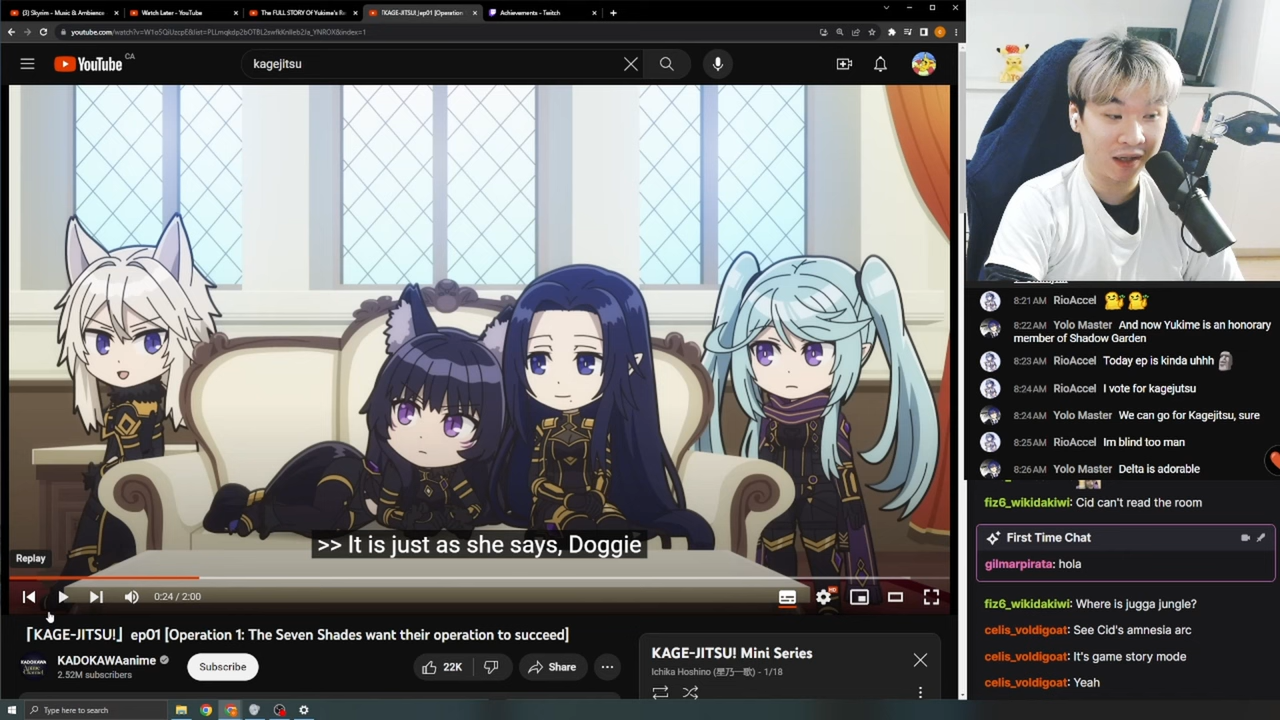 (3) Skyrim - Music & Ambience
Watch Later - YouTube
The FULL STORY Of Yukime's
「KAGE-JITSU!」ep01 [Operation
Achievements - Twitch
YouTube CA
kagejitsu
>> It is just as she says, Doggie
Replay
0:24 / 2:00
「KAGE-JITSU!」 ep01 [Operation 1: The Seven Shades want their operation to succeed]
KADOKAWAanime
2.52M subscribers
Subscribe
22K
Share
KAGE-JITSU! Mini Series
Ichika Hoshino (星乃一歌) - 1/18
Type here to search
8:21 AM RioAccel
8:22 AM Yolo Master And now Yukime is an honorary
member of Shadow Garden
8:23 AM RioAccel Today ep is kinda uhhh
8:24 AM RioAccel I vote for kagejutsu
8:24 AM Yolo Master We can go for Kagejitsu, sure
8:25 AM RioAccel Im blind too man
8:26 AM Yolo Master Delta is adorable
fiz6_wikidakiwi: Cid can't read the room
First Time Chat
gilmarpirata: hola
fiz6_wikidakiwi: Where is jugga jungle?
celis_voldigoat: See Cid's amnesia arc
celis_voldigoat: It's game story mode
celis_voldigoat: Yeah